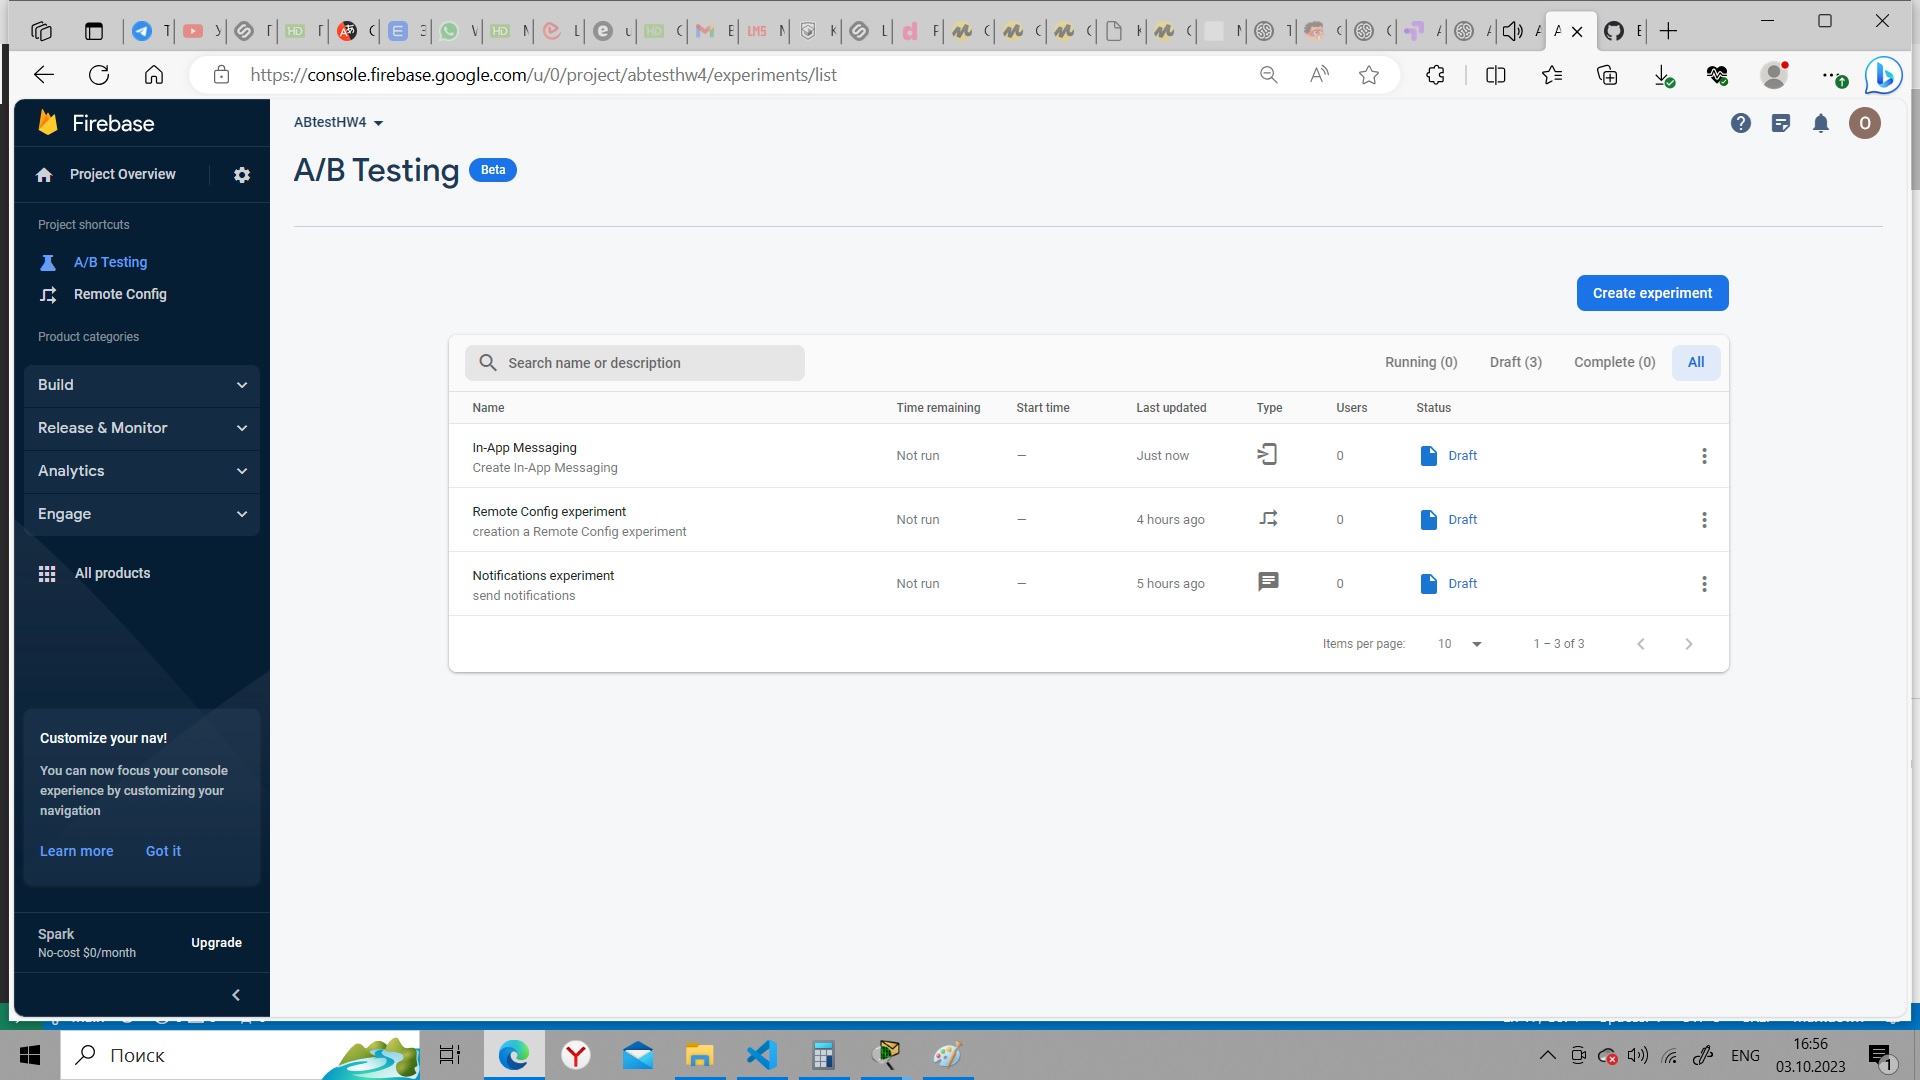 https://console.firebase.google.com/u/0/project/abtesthw4/experiments/list
Firebase
ABtestHW4
Project Overview
A/B Testing
Beta
Project shortcuts
A/B Testing
Remote Config
Product categories
Build
Release & Monitor
Analytics
Engage
All products
Customize your nav!
You can now focus your console
experience by customizing your
navigation
Learn more Got it
Spark
No-cost $0/month
Upgrade
Create experiment
Search name or description
Running (0) Draft (3) Complete (0) All
Name Time remaining Start time Last updated Type Users Status
In-App Messaging
Create In-App Messaging
Not run – Just now 0 Draft
Remote Config experiment
creation a Remote Config experiment
Not run – 4 hours ago 0 Draft
Notifications experiment
send notifications
Not run – 5 hours ago 0 Draft
Items per page: 10 1 – 3 of 3
Поиск
ENG
16:56
03.10.2023
1